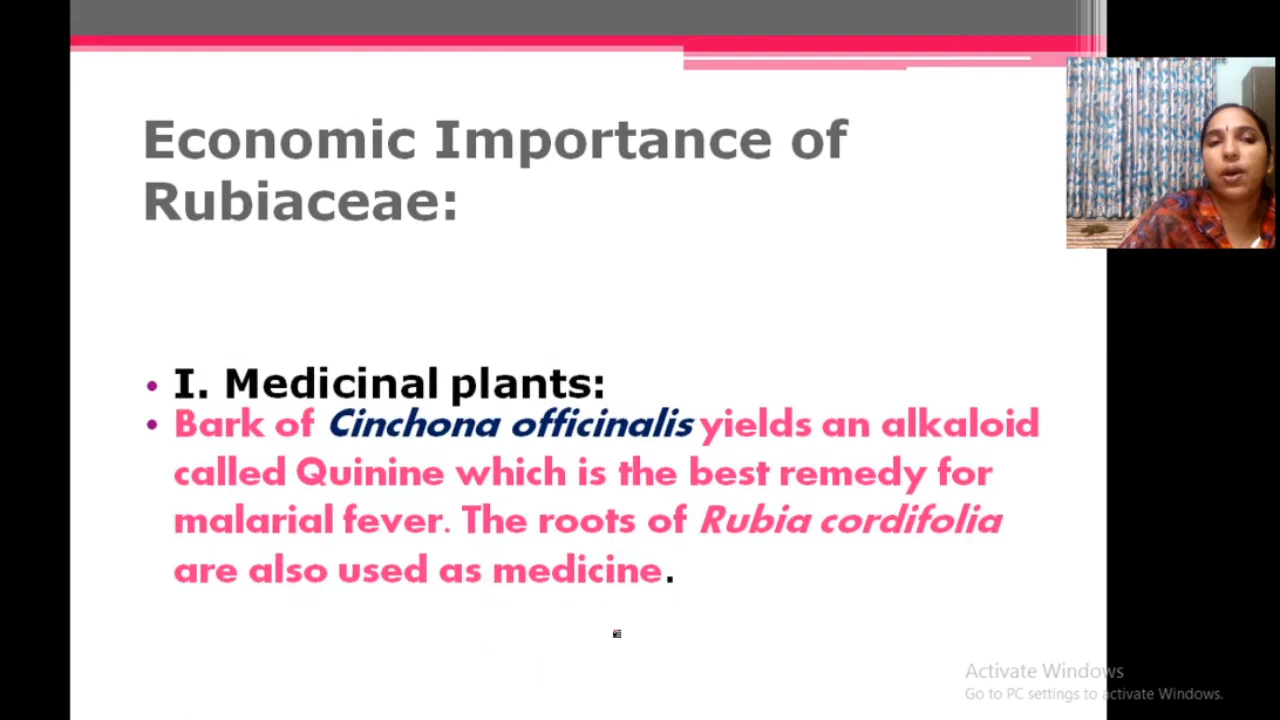 Economic Importance of
Rubiaceae:
• I. Medicinal plants:
• Bark of Cinchona officinalis yields an alkaloid
called Quinine which is the best remedy for
malarial fever. The roots of Rubia cordifolia
are also used as medicine.
Activate Windows
Go to PC settings to activate Windows.